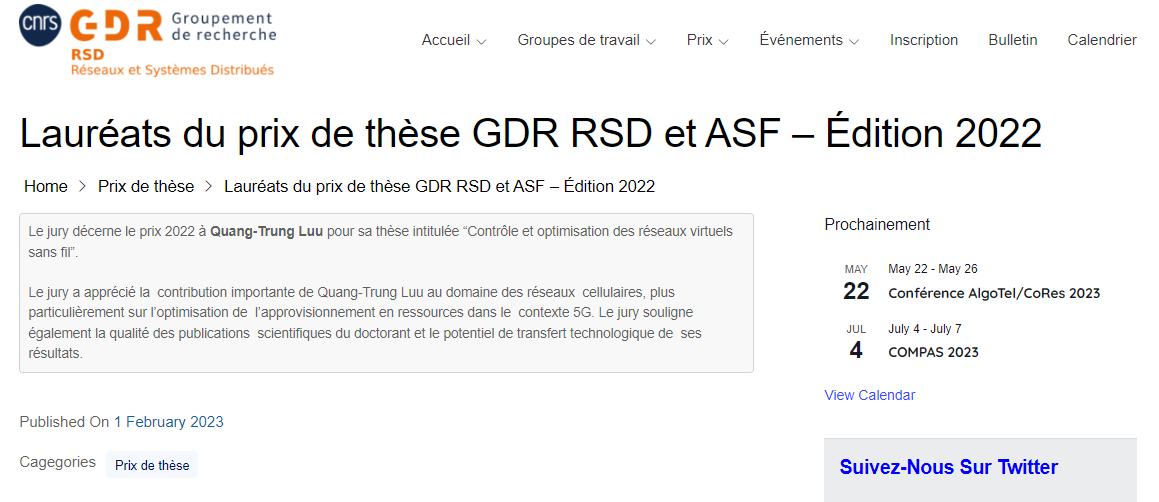 cnrs GDR Groupement
de recherche
RSD
Réseaux et Systèmes Distribués
Accueil Groupes de travail Prix Événements Inscription Bulletin Calendrier
Lauréats du prix de thèse GDR RSD et ASF – Édition 2022
Home > Prix de thèse > Lauréats du prix de thèse GDR RSD et ASF – Édition 2022
Le jury décerne le prix 2022 à Quang-Trung Luu pour sa thèse intitulée “Contrôle et optimisation des réseaux virtuels
sans fil”.
Le jury a apprécié la contribution importante de Quang-Trung Luu au domaine des réseaux cellulaires, plus
particulièrement sur l’optimisation de l’approvisionnement en ressources dans le contexte 5G. Le jury souligne
également la qualité des publications scientifiques du doctorant et le potentiel de transfert technologique de ses
résultats.
Published On 1 February 2023
Cagegories Prix de thèse
Prochainement
MAY
22
May 22 - May 26
Conférence AlgoTel/CoRes 2023
JUL
4
July 4 - July 7
COMPAS 2023
View Calendar
Suivez-Nous Sur Twitter